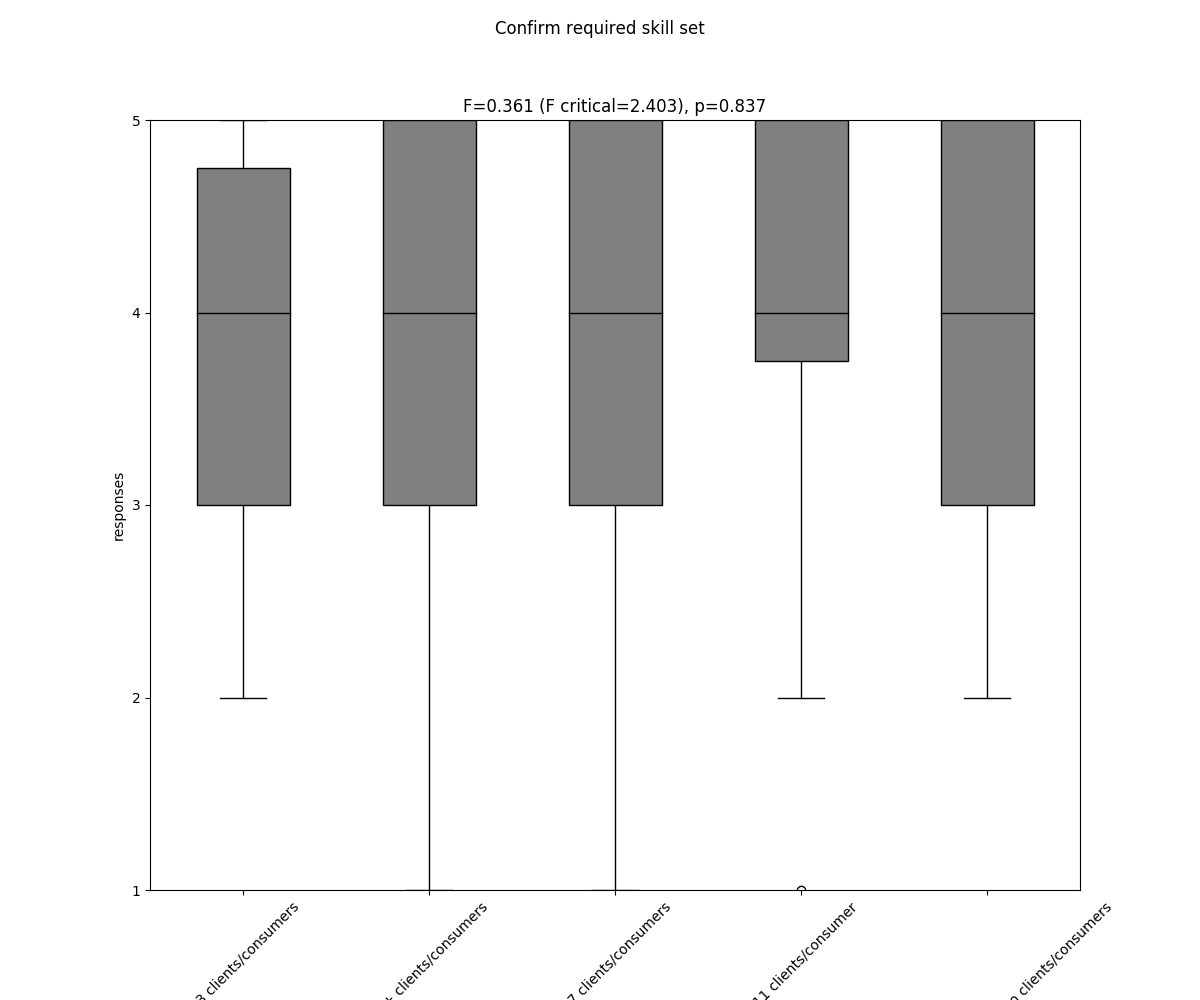 Confirm required skill set
F=0.361 (F critical=2.403), p=0.837
5
4
3
2
1
responses
3 clients/consumers
clients/consumers
7 clients/consumers
11 clients/consumer
clients/consumers